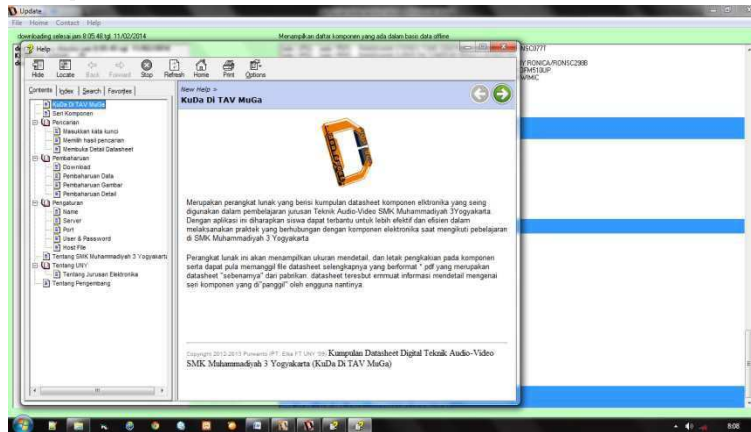 Update
File Home Contact Help
downloading selesai jam 8:05:48 tgl. 11/02/2014
Menampilkan daftar komponen yang ada dalam basis data offline
Help
Hide Locate Back Forward Stop Refresh Home Print Options
Contents Index Search Favorites
KuDa Di TAV MuGa
Seri Komponen
Pencarian
Masukkan kata kunci
Memilih hasil pencarian
Membuka Detail Datasheet
Pembaharuan
Download
Pembaharuan Data
Pembaharuan Gambar
Pembaharuan Detail
Pengaturan
Name
Server
Port
User & Password
Host File
Tentang SMK Muhammadiyah 3 Yogyakarta
Tentang UNY
Tentang Jurusan Elektronika
Tentang Pengembang
New Help »
KuDa Di TAV MuGa
Merupakan perangkat lunak yang berisi kumpulan datasheet komponen elktronika yang seing
digunakan dalam pembelajaran jurusan Teknik Audio-Video SMK Muhammadiyah 3Yogyakarta
Dengan aplikasi ini diharapkan siswa dapat terbantu untuk lebih efektif dan efisien dalam
melaksanakan praktek yang berhubungan dengan komponen elektronika saat mengikuti pebelajaran
di SMK Muhammadiyah 3 Yogyakarta
Perangkat lunak ini akan menampilkan ukuran mendetail, dan letak pengkakian pada komponen
serta dapat pula memanggil file datasheet selengkapnya yang berformat *.pdf yang merupakan
datasheet "sebenarnya" dari pabrikan. datasheet teresbut emmuat informasi mendetail mengenai
seri komponen yang di"panggil" oleh engguna nantinya.
Copyright 2012-2013 Purwanto
Kumpulan Datasheet Digital Teknik Audio-Video
SMK Muhammadiyah 3 Yogyakarta (KuDa Di TAV MuGa)
8:08